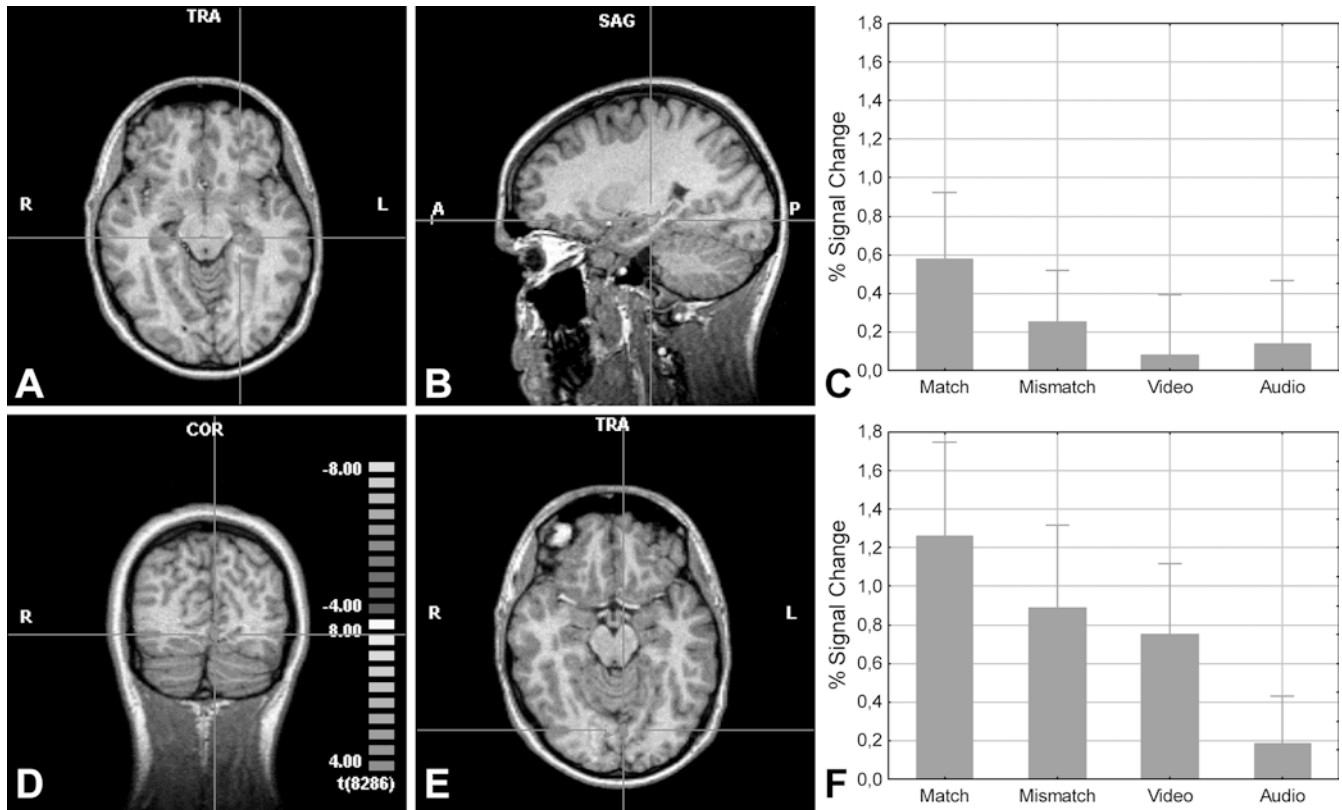 TRA
R
L
A
SAG
A
P
B
% Signal Change
1,8
1,6
1,4
1,2
1,0
0,8
0,6
0,4
0,2
0,0
Match Mismatch Video Audio
C
COR
R
-8.00
-4.00
8.00
4.00
t(8286)
D
TRA
R
L
E
% Signal Change
1,8
1,6
1,4
1,2
1,0
0,8
0,6
0,4
0,2
0,0
Match Mismatch Video Audio
F